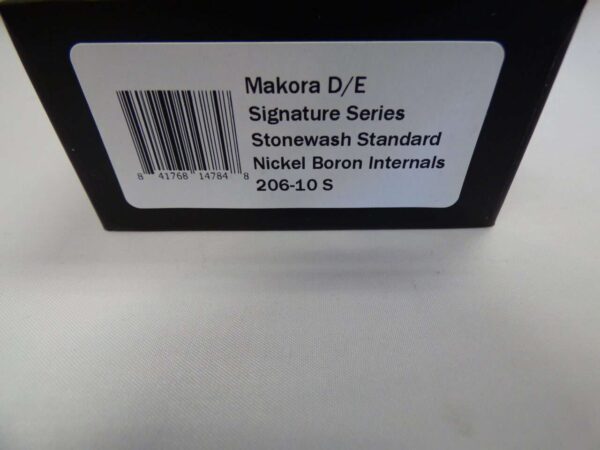 Makora D/E
Signature Series
Stonewash Standard
Nickel Boron Internals
206-10 S
8 41768 14784 8